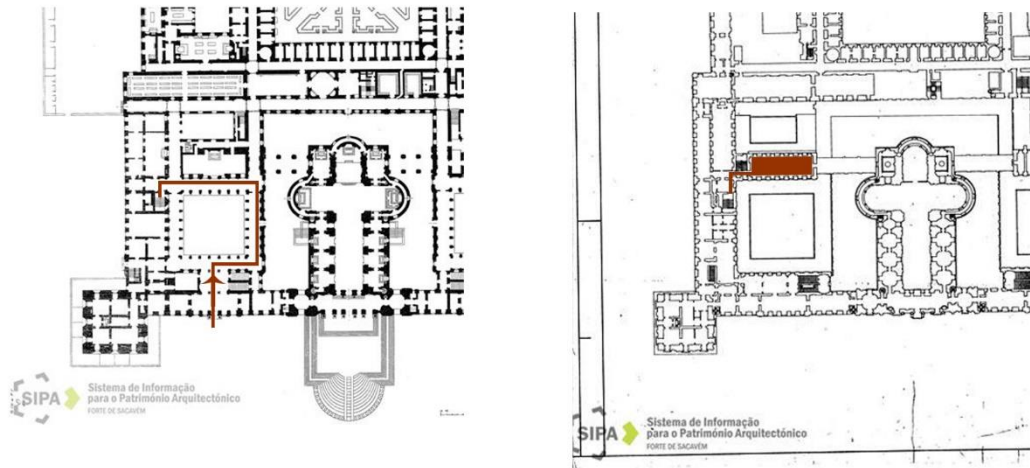 SIPA
Sistema de Informação
para o Património Arquitectónico
FORTE DE SACAVÉM
SIPA
Sistema de Informação
para o Património Arquitectónico
FORTE DE SACAVÉM